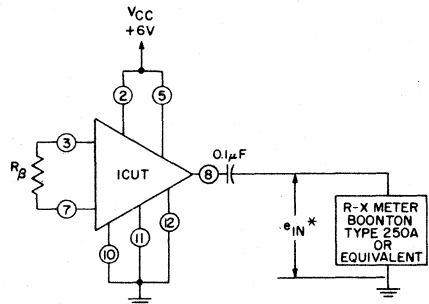 VCC
+6V
2
5
3
Rβ
7
ICUT
8
0.1μF
10
11
12
eIN*
R-X METER
BOONTON
TYPE 250A
OR
EQUIVALENT